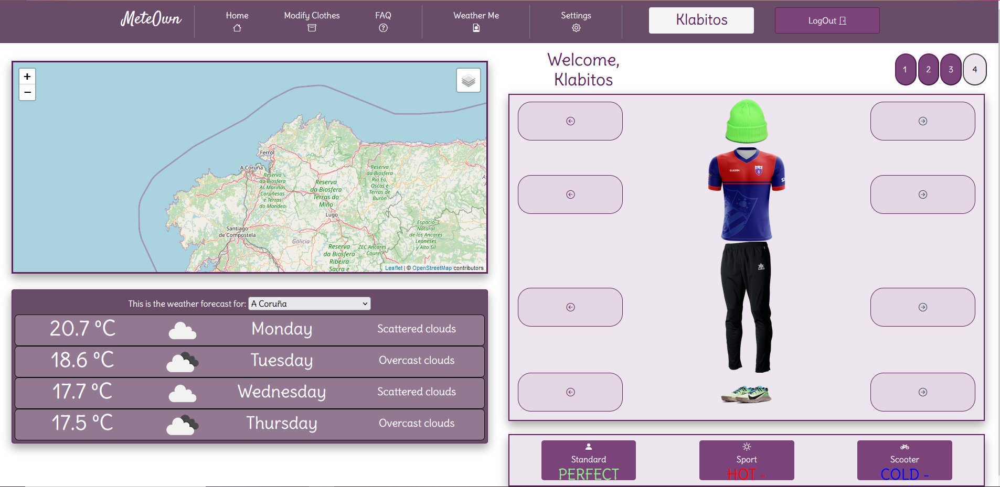 MeteOwn
Home
Modify Clothes
FAQ
Weather Me
Settings
Klabitos
LogOut
+
−
Ferrol
A Coruña
Reserva
da Biosfera
As Mariñas
Coruñesas
e Terras
do Mandeo
Reserva
da Biosfera
Terras do
Miño
Reserva
da Biosfera
Río Eo,
Oscos e
Terras de
Burón
Lugo
Santiago
de Compostela
Galicia
Espacio
Natural
de los Ancares
Leoneses
y Alto Sil
Reserva
da Biosfera
Ribeira
Sacra e
ZEC Ancares
Courel
Leaflet | © OpenStreetMap contributors
This is the weather forecast for: A Coruña
20.7 ºC Monday Scattered clouds
18.6 ºC Tuesday Overcast clouds
17.7 ºC Wednesday Scattered clouds
17.5 ºC Thursday Overcast clouds
Welcome,
Klabitos
1 2 3 4
Standard
PERFECT
Sport
HOT -
Scooter
COLD -